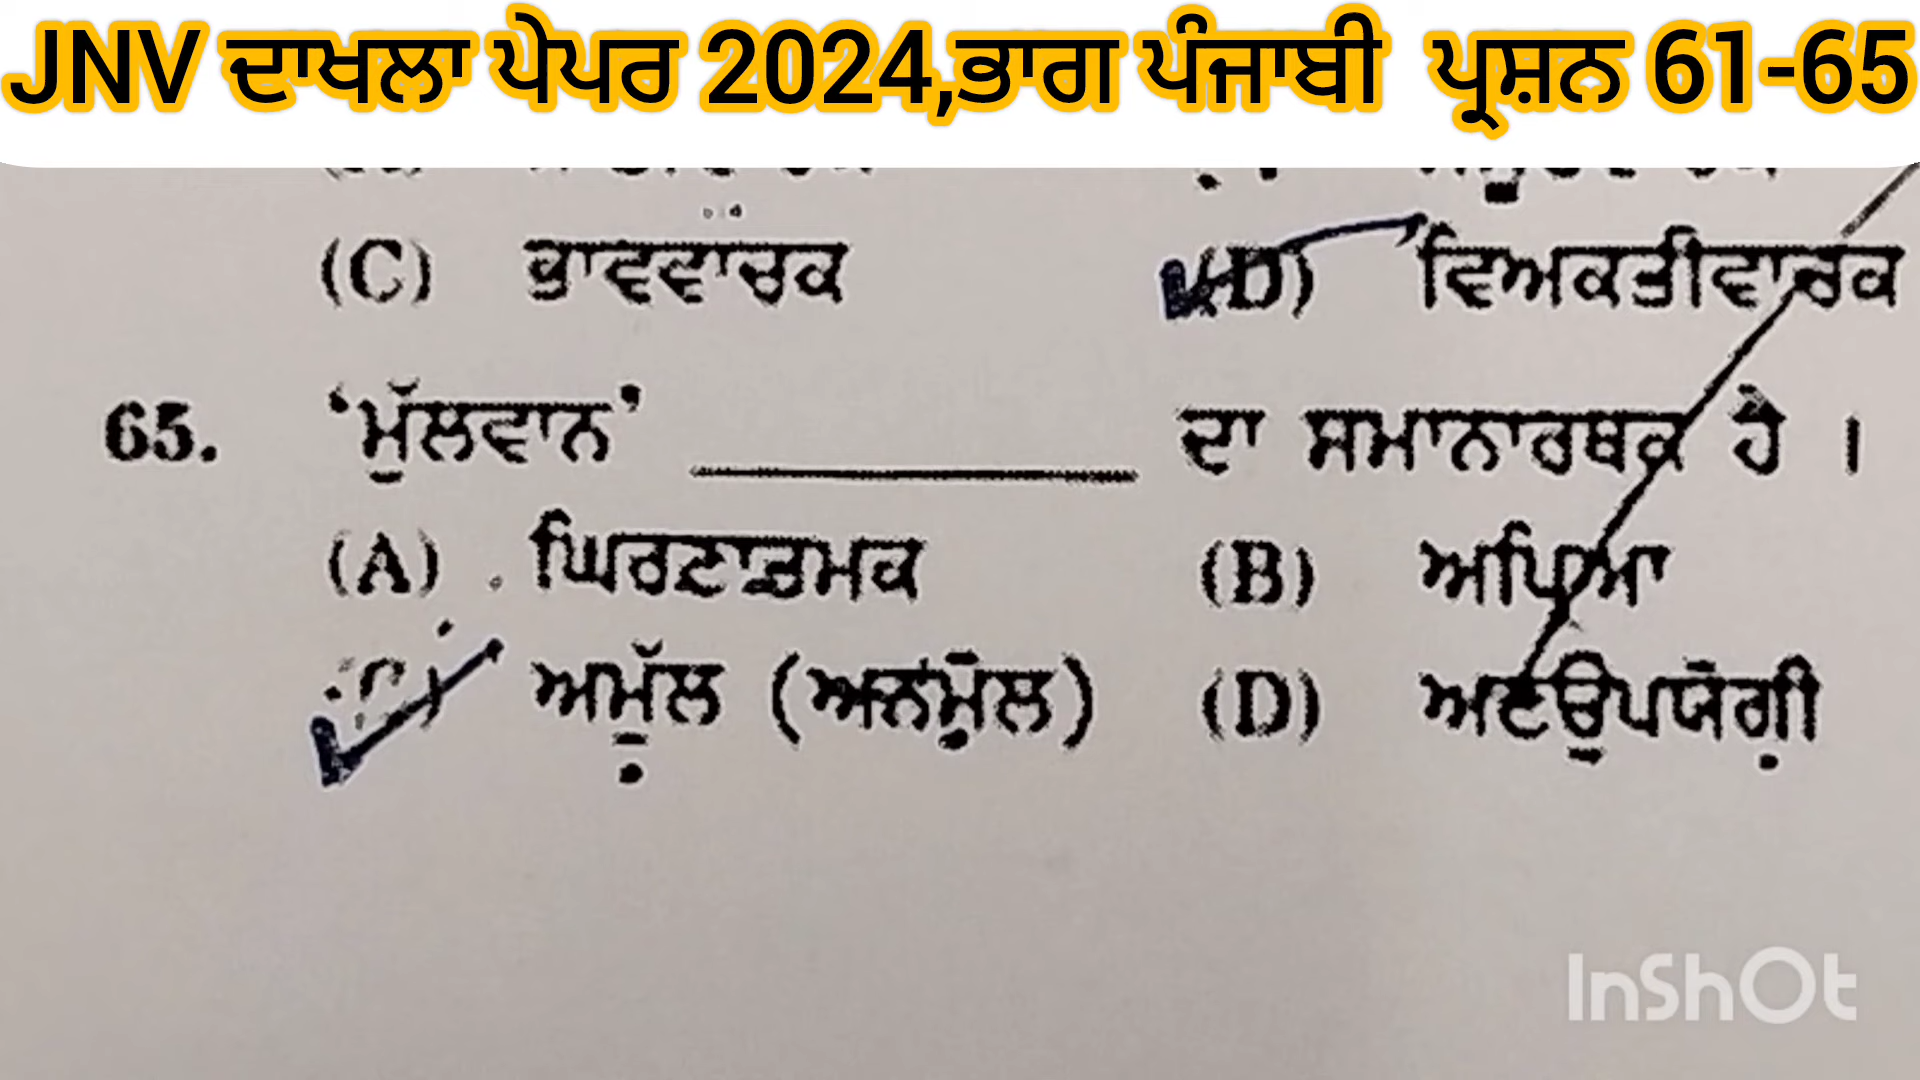 JNV ਦਾਖਲਾ ਪੇਪਰ 2024,ਭਾਗ ਪੰਜਾਬੀ ਪ੍ਰਸ਼ਨ 61-65
(C) ਭਾਵਵਾਚਕ (D) ਵਿਅਕਤੀਵਾਚਕ
65. ‘ਮੁੱਲਵਾਨ’ ________ ਦਾ ਸਮਾਨਾਰਥਕ ਹੈ ।
(A) ਘਿਰਣਾਤਮਕ (B) ਅਪ੍ਰਿਆ
(C) ਅਮੁੱਲ (ਅਨਮੋਲ) (D) ਅਣਉਪਯੋਗੀ
InShOt